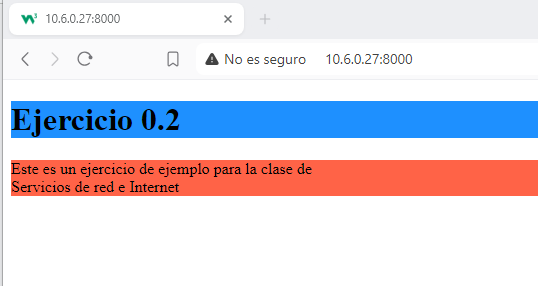 10.6.0.27:8000
No es seguro 10.6.0.27:8000
Ejercicio 0.2
Este es un ejercicio de ejemplo para la clase de
Servicios de red e Internet